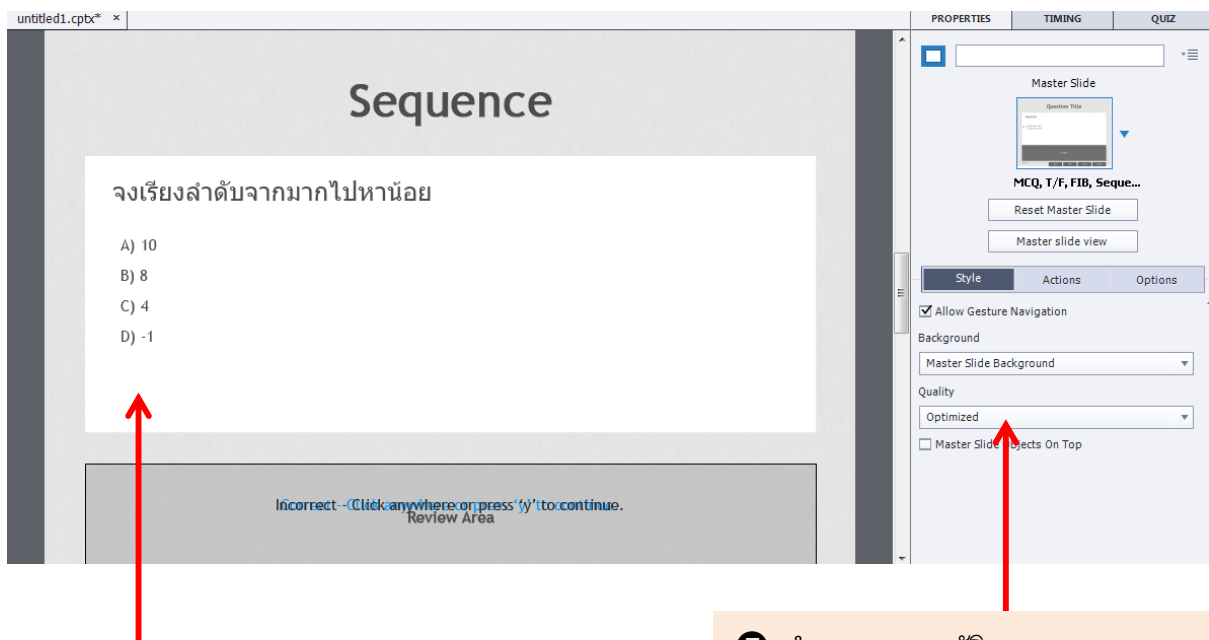 untitled1.cptx* ×
PROPERTIES TIMING QUIZ
Sequence
จงเรียงลำดับจากมากไปหาน้อย
A) 10
B) 8
C) 4
D) -1
Review Area
Master Slide
Question Title
MCQ, T/F, FIB, Seque...
Reset Master Slide
Master slide view
Style Actions Options
Allow Gesture Navigation
Background
Master Slide Background
Quality
Optimized
Master Slide Objects On Top